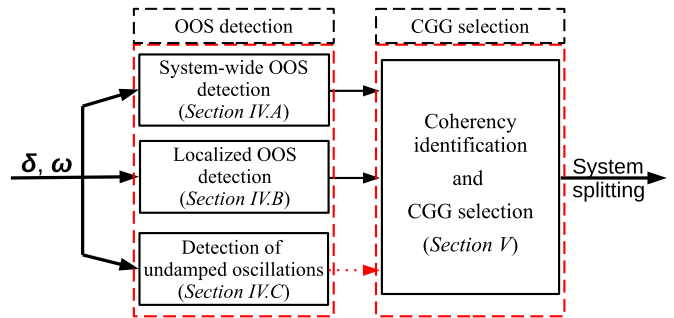 OOS detection
CGG selection
System-wide OOS
detection
(Section IV.A)
δ, ω
Localized OOS
detection
(Section IV.B)
Detection of
undamped oscillations
(Section IV.C)
Coherency
identification
and
CGG selection
(Section V)
System
splitting